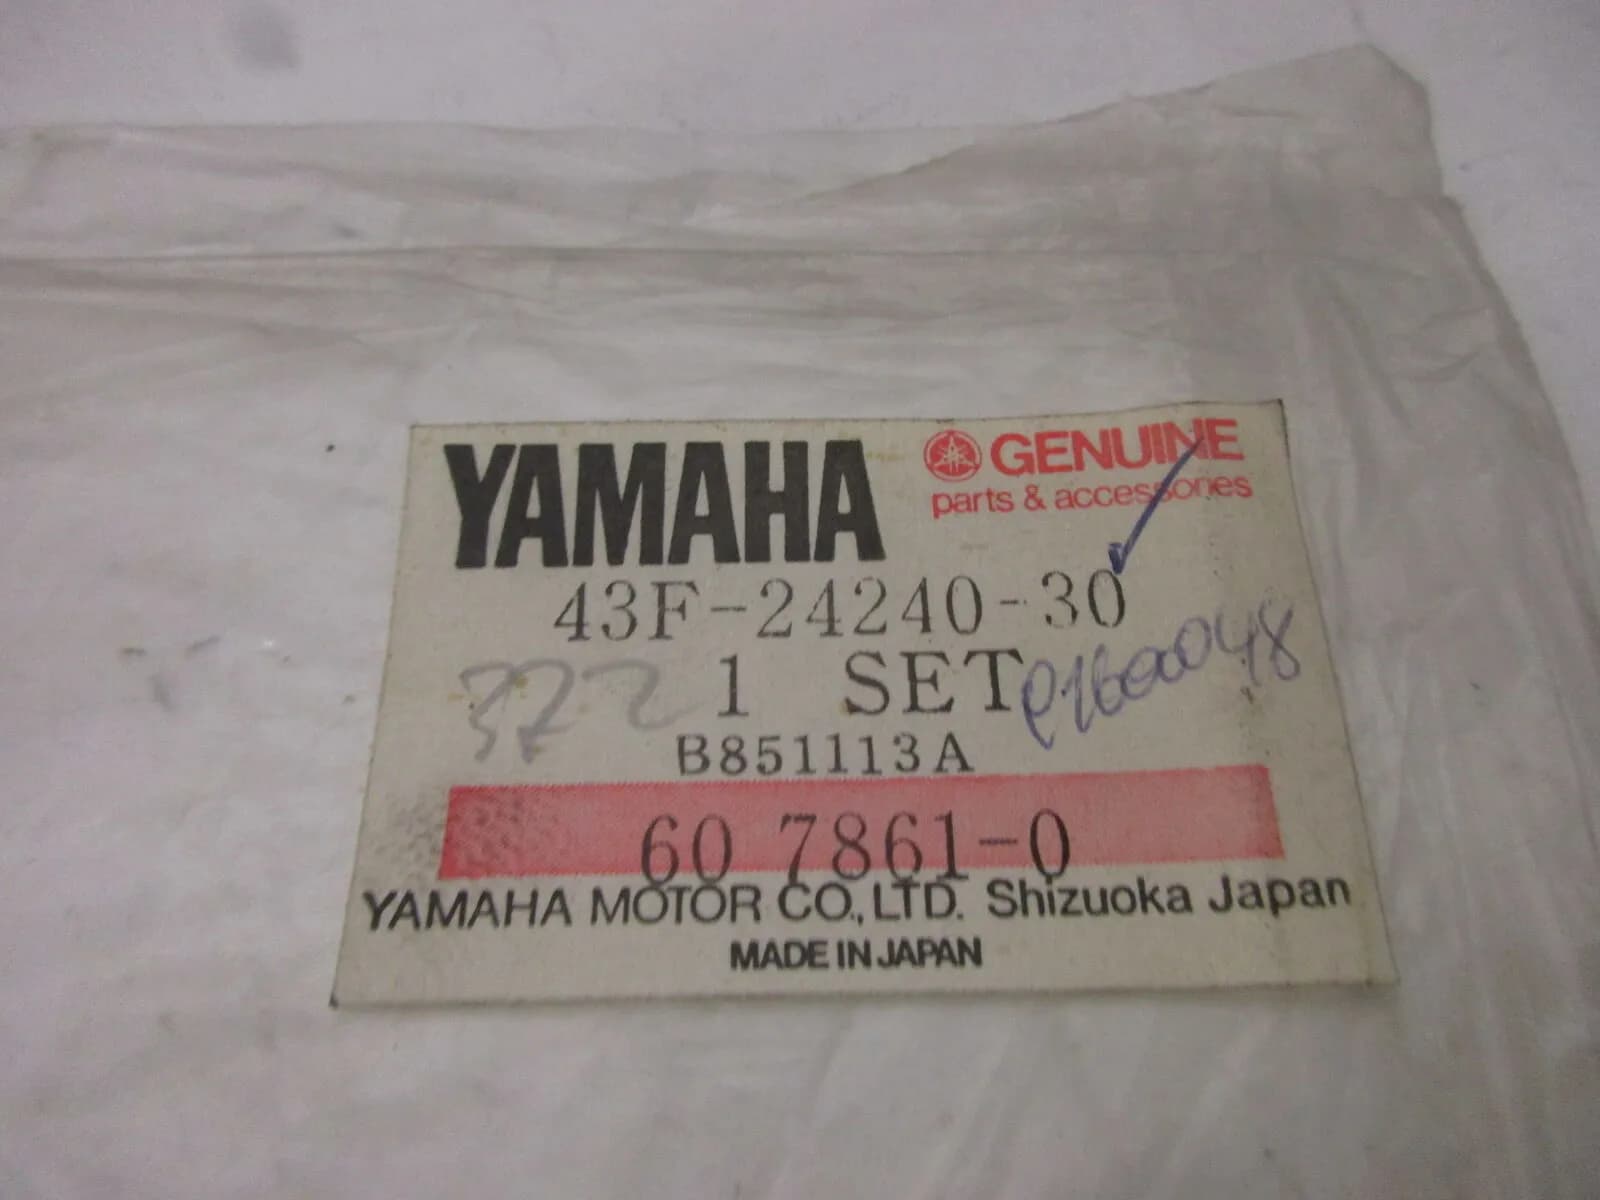 YAMAHA
GENUINE
parts & accessories
43F-24240-30
372 1 SET
B851113A
60 7861-0
YAMAHA MOTOR CO., LTD. Shizuoka Japan
MADE IN JAPAN